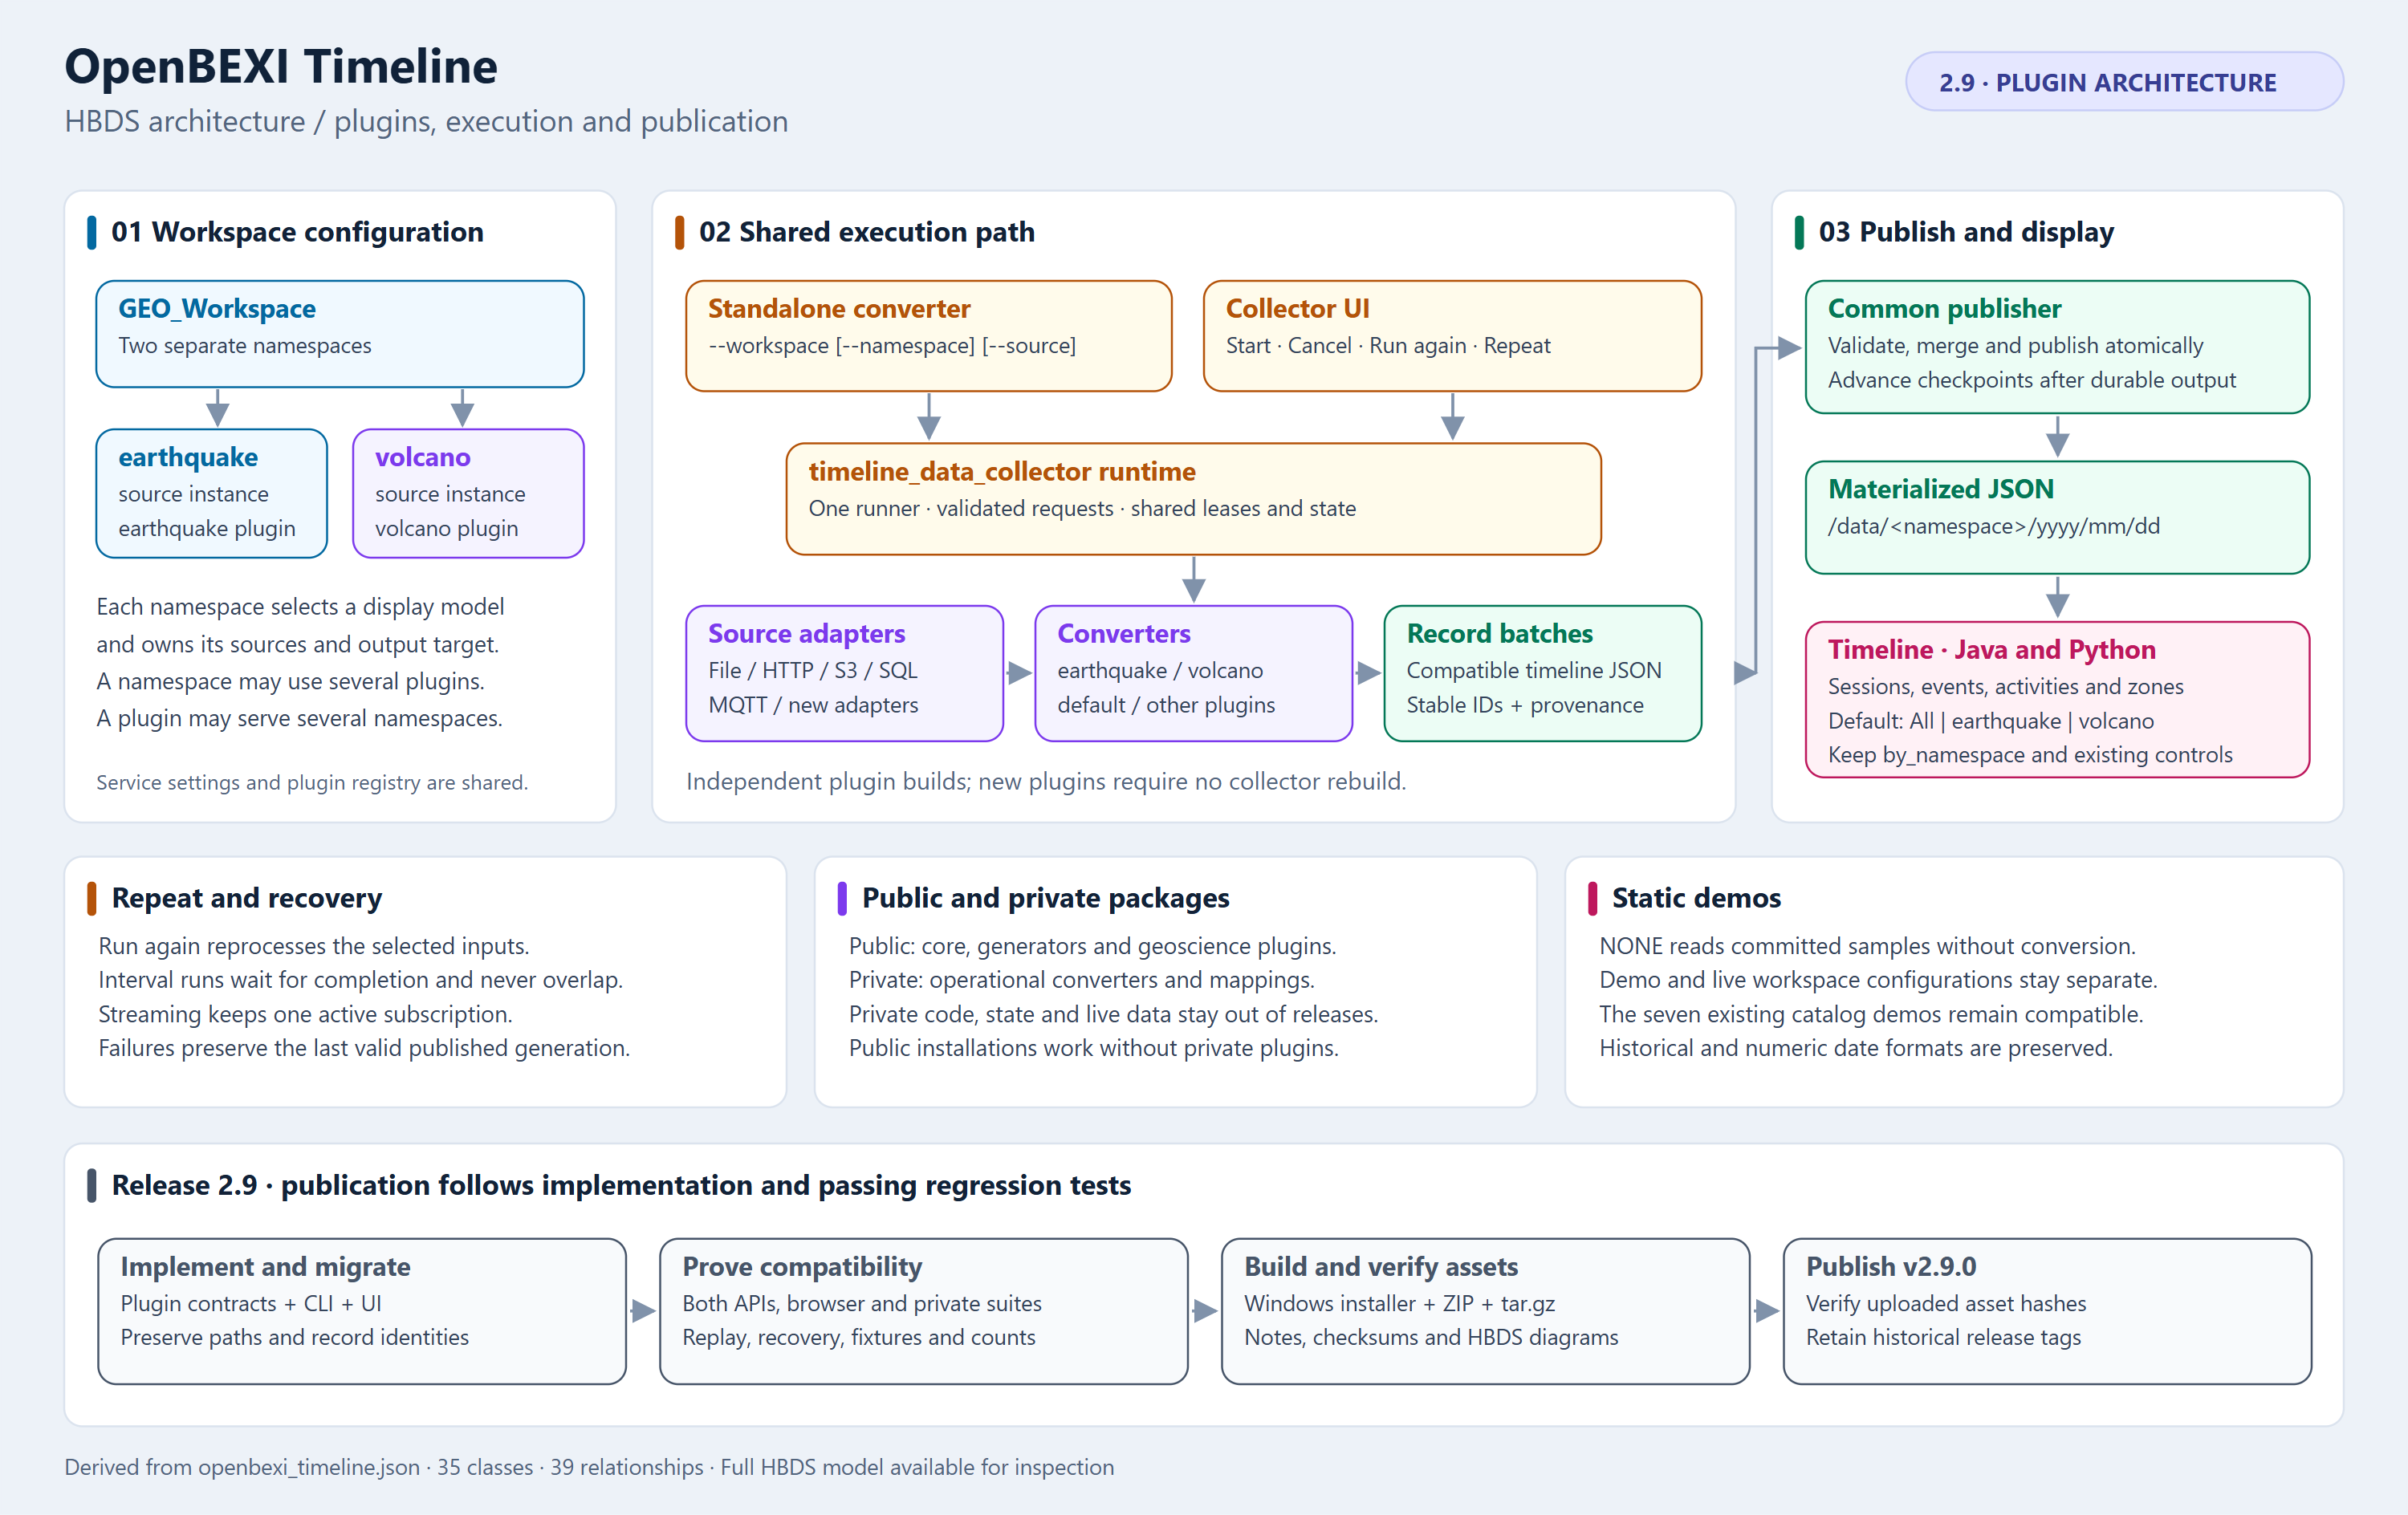 OpenBEXI Timeline
HBDS architecture / plugins, execution and publication
2.9 · PLUGIN ARCHITECTURE
01 Workspace configuration
GEO_Workspace
Two separate namespaces
earthquake
source instance
earthquake plugin
volcano
source instance
volcano plugin
Each namespace selects a display model
and owns its sources and output target.
A namespace may use several plugins.
A plugin may serve several namespaces.
Service settings and plugin registry are shared.
02 Shared execution path
Standalone converter
--workspace [--namespace] [--source]
Collector UI
Start · Cancel · Run again · Repeat
timeline_data_collector runtime
One runner · validated requests · shared leases and state
Source adapters
File / HTTP / S3 / SQL
MQTT / new adapters
Converters
earthquake / volcano
default / other plugins
Record batches
Compatible timeline JSON
Stable IDs + provenance
Independent plugin builds; new plugins require no collector rebuild.
03 Publish and display
Common publisher
Validate, merge and publish atomically
Advance checkpoints after durable output
Materialized JSON
/data/<namespace>/yyyy/mm/dd
Timeline · Java and Python
Sessions, events, activities and zones
Default: All | earthquake | volcano
Keep by_namespace and existing controls
Repeat and recovery
Run again reprocesses the selected inputs.
Interval runs wait for completion and never overlap.
Streaming keeps one active subscription.
Failures preserve the last valid published generation.
Public and private packages
Public: core, generators and geoscience plugins.
Private: operational converters and mappings.
Private code, state and live data stay out of releases.
Public installations work without private plugins.
Static demos
NONE reads committed samples without conversion.
Demo and live workspace configurations stay separate.
The seven existing catalog demos remain compatible.
Historical and numeric date formats are preserved.
Release 2.9 · publication follows implementation and passing regression tests
Implement and migrate
Plugin contracts + CLI + UI
Preserve paths and record identities
Prove compatibility
Both APIs, browser and private suites
Replay, recovery, fixtures and counts
Build and verify assets
Windows installer + ZIP + tar.gz
Notes, checksums and HBDS diagrams
Publish v2.9.0
Verify uploaded asset hashes
Retain historical release tags
Derived from openbexi_timeline.json · 35 classes · 39 relationships · Full HBDS model available for inspection